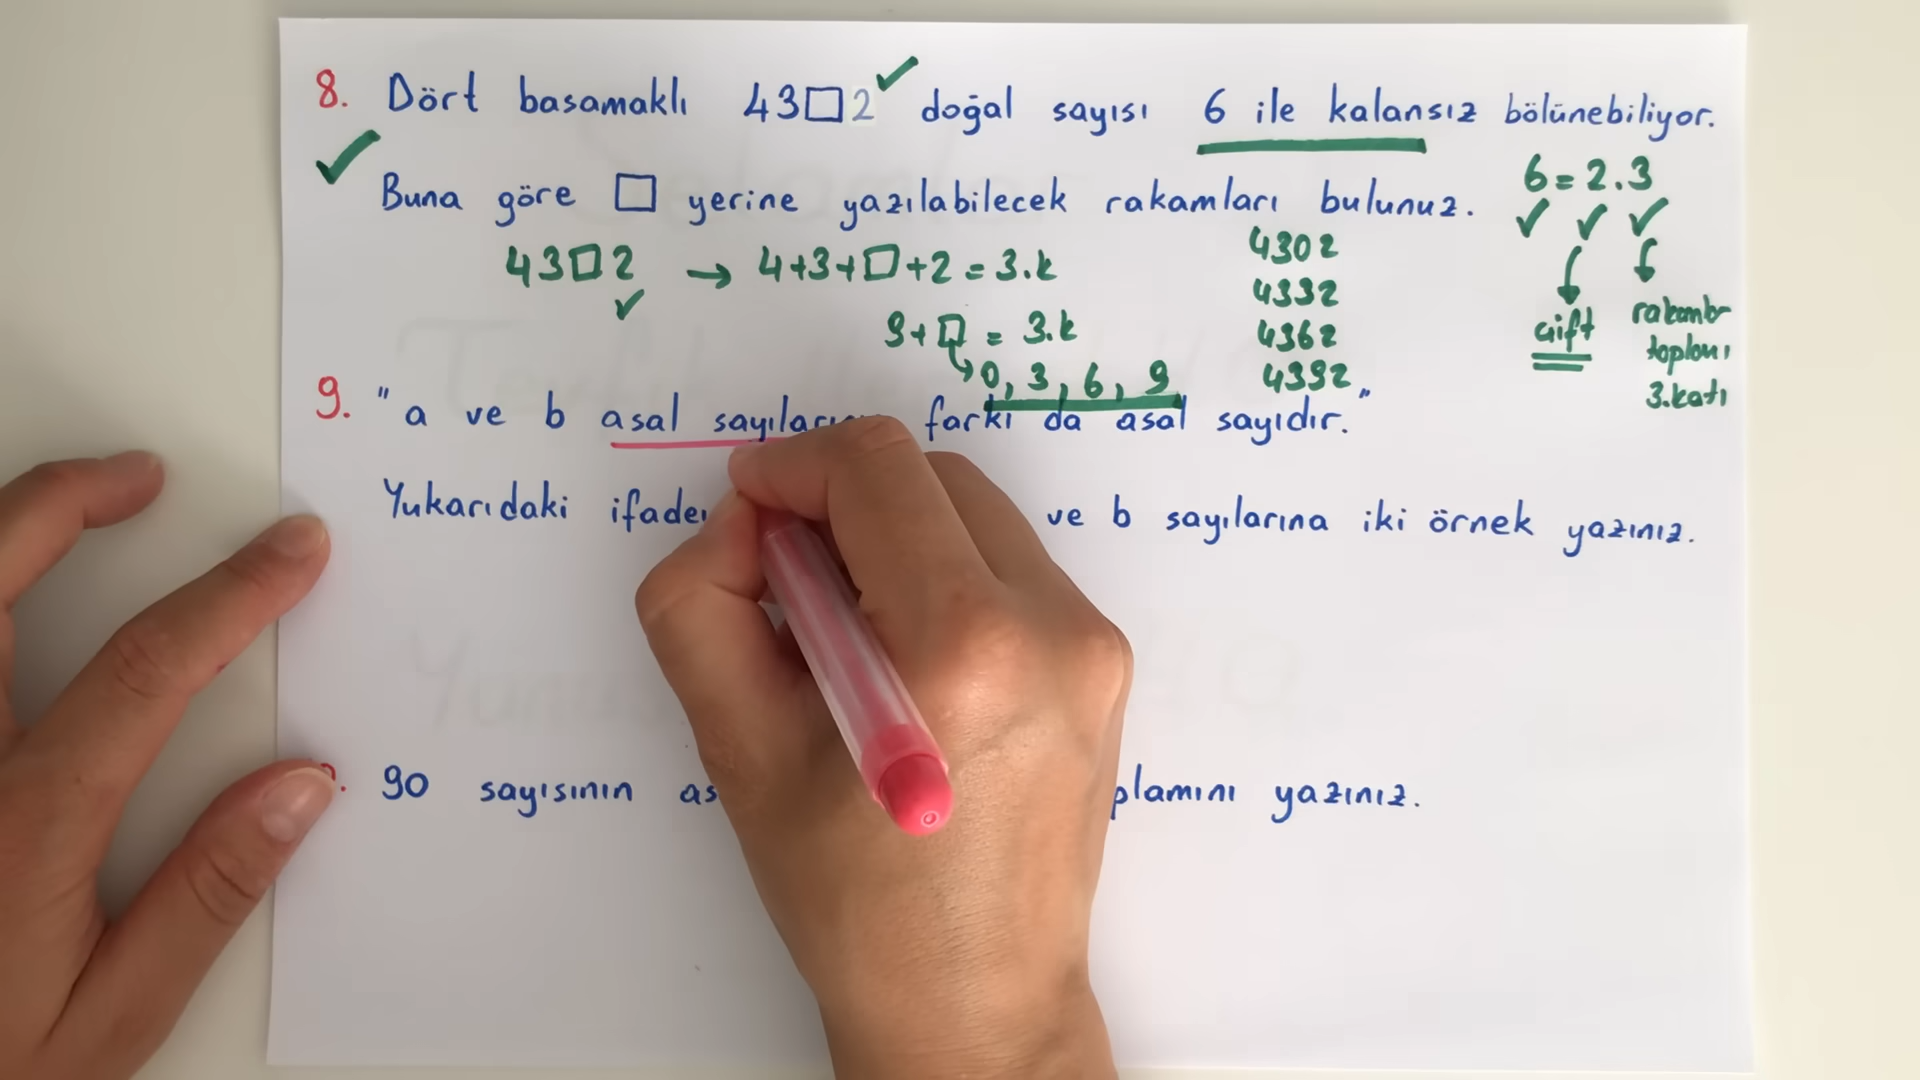 8. Dört basamaklı 43□2 ✓ doğal sayısı 6 ile kalansız bölünebiliyor.
✓ Buna göre □ yerine yazılabilecek rakamları bulunuz.
6=2.3
✓ ✓ ✓
çift
rakamlar
toplamı
3.katı
43□2 → 4+3+□+2 = 3.k
✓
9+□ = 3.k
0, 3, 6, 9
4302
4332
4362
4392
9. "a ve b asal sayıların farkı da asal sayıdır."
Yukarıdaki ve b sayılarına iki örnek yazınız.
90 sayısının yazınız.